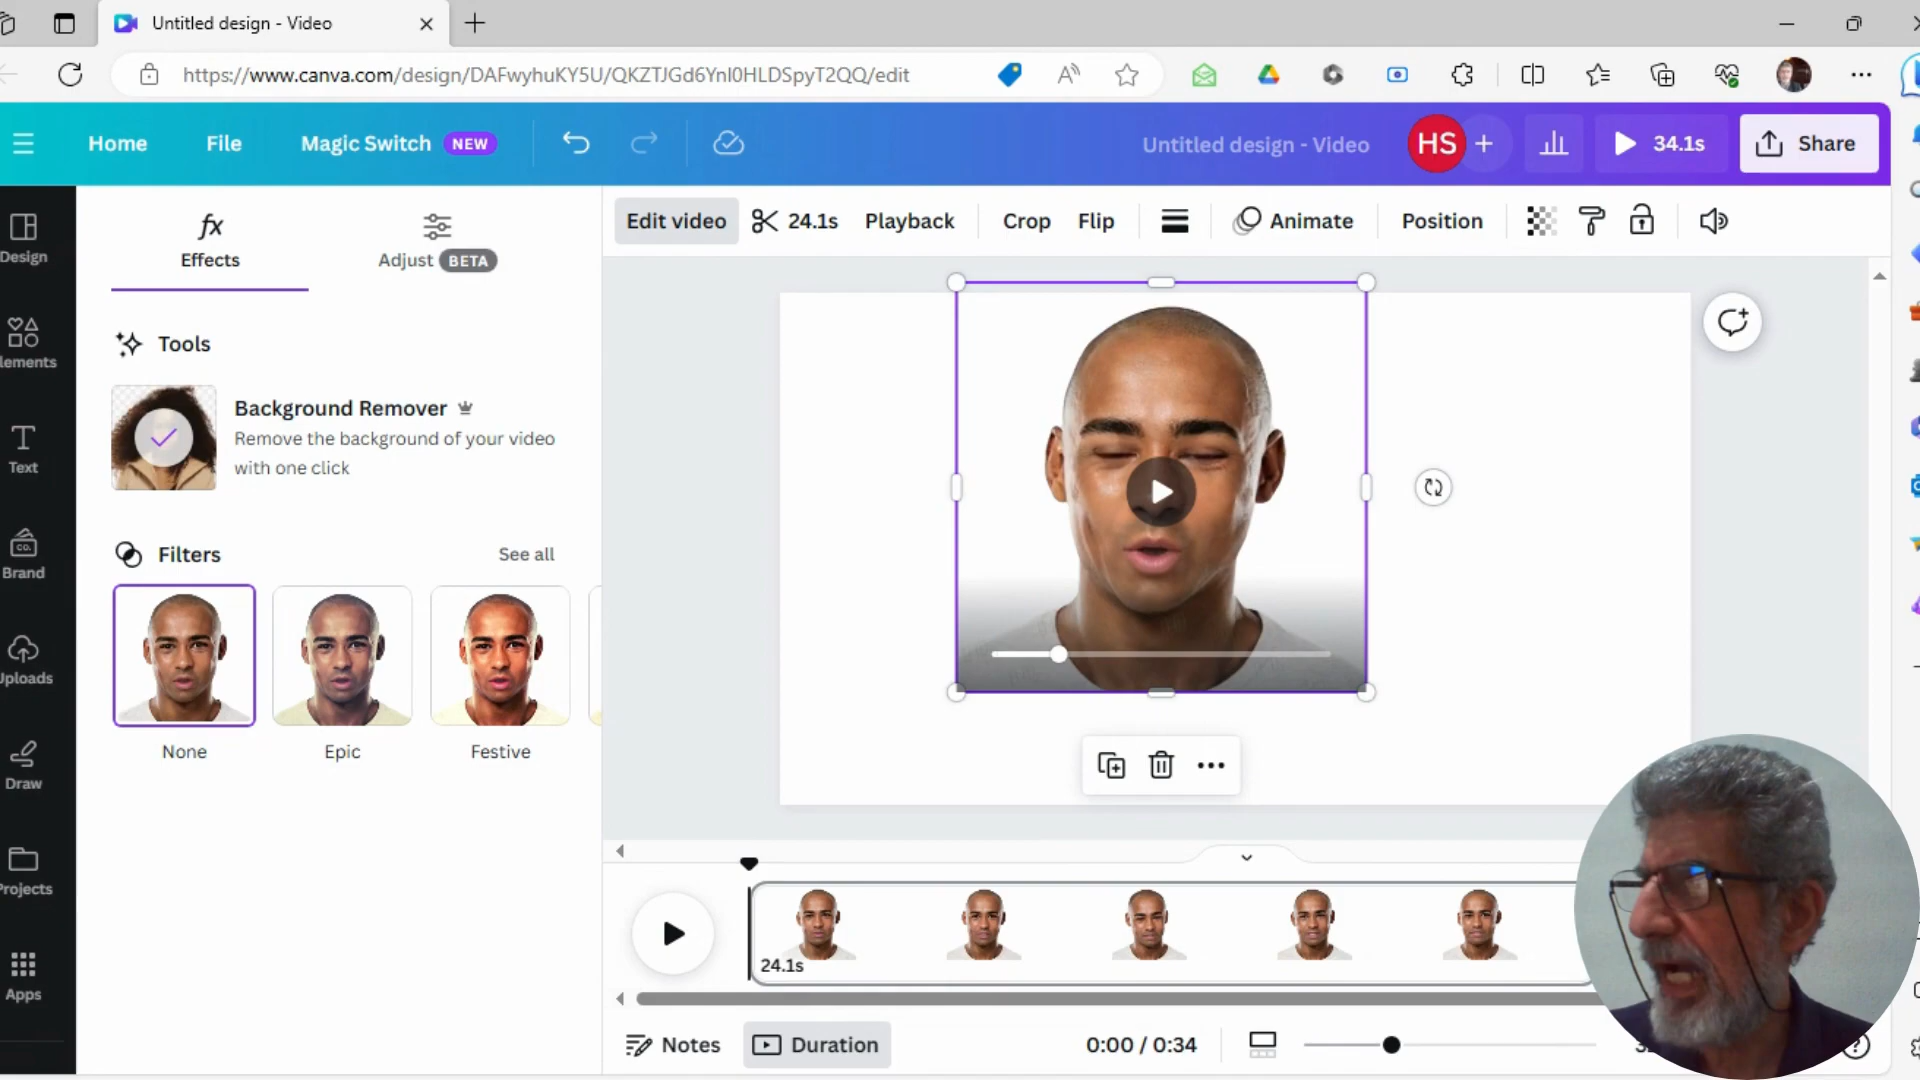 Untitled design - Video
https://www.canva.com/design/DAFwyhuKY5U/QKZTJGd6YnI0HLDSpyT2QQ/edit
Home
File
Magic Switch NEW
Untitled design - Video
HS
34.1s
Share
Design
lements
Text
Brand
CO.
Uploads
Draw
Projects
Apps
fx
Effects
Adjust BETA
Tools
Background Remover
Remove the background of your video
with one click
Filters
See all
None
Epic
Festive
Edit video
24.1s
Playback
Crop
Flip
Animate
Position
24.1s
Notes
Duration
0:00 / 0:34
?